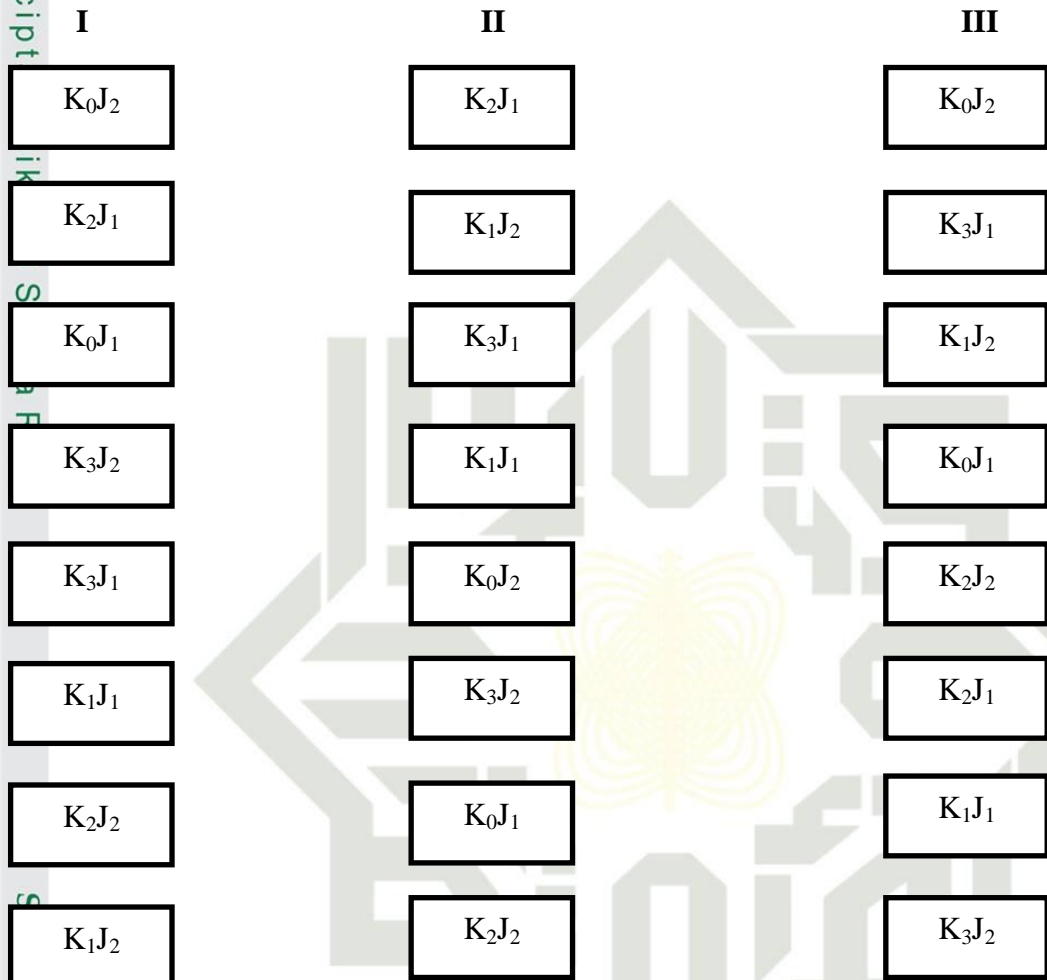 I II III
K₀J₂ K₂J₁ K₀J₂
K₂J₁ K₁J₂ K₃J₁
K₀J₁ K₃J₁ K₁J₂
K₃J₂ K₁J₁ K₀J₁
K₃J₁ K₀J₂ K₂J₂
K₁J₁ K₃J₂ K₂J₁
K₂J₂ K₀J₁ K₁J₁
K₁J₂ K₂J₂ K₃J₂